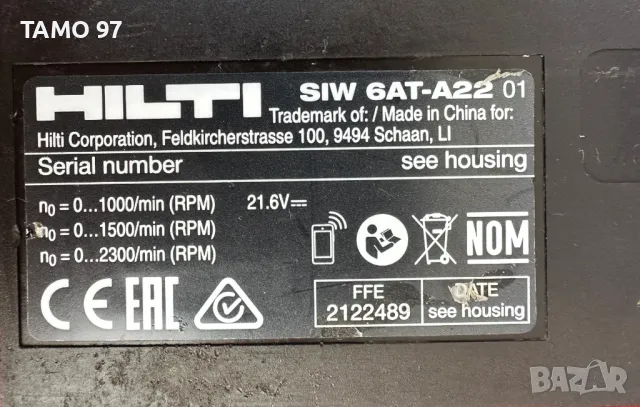 TAMO 97
HILTI SIW 6AT-A22 01
Trademark of: / Made in China for:
Hilti Corporation, Feldkircherstrasse 100, 9494 Schaan, LI
Serial number see housing
n0 = 0...1000/min (RPM) 21.6V⎓
n0 = 0...1500/min (RPM)
n0 = 0...2300/min (RPM)
NOM
CE EAC
FFE DATE
2122489 see housing
BAZAR